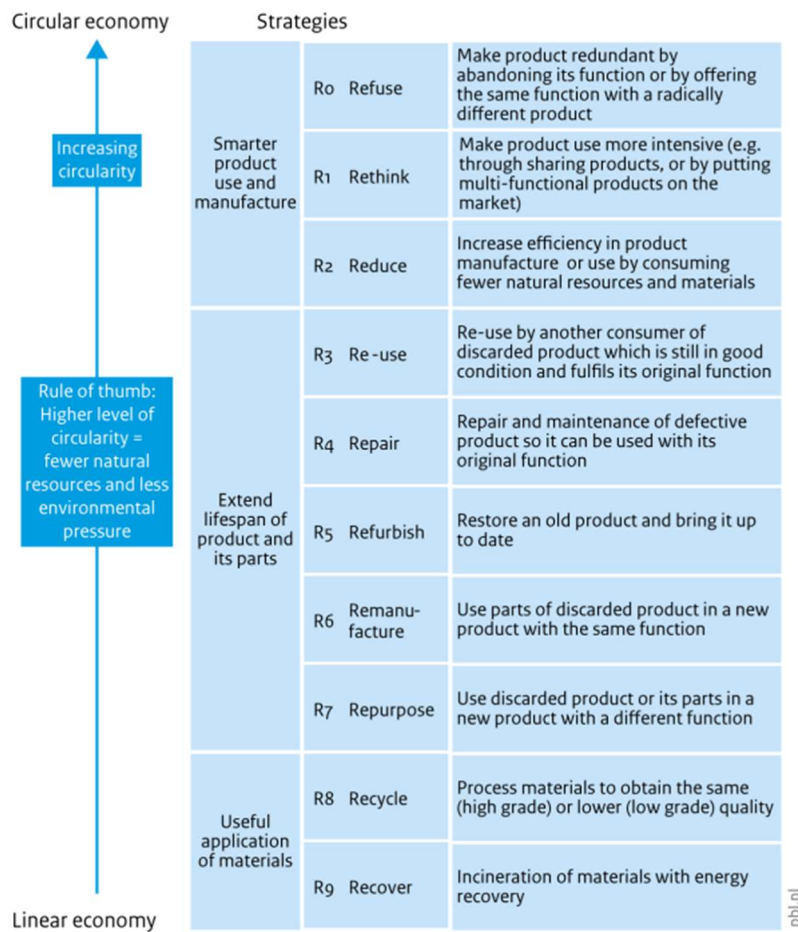 Circular economy
Strategies
Increasing
circularity
Rule of thumb:
Higher level of
circularity =
fewer natural
resources and less
environmental
pressure
Linear economy
Smarter
product
use and
manufacture
R0 Refuse
Make product redundant by
abandoning its function or by offering
the same function with a radically
different product
R1 Rethink
Make product use more intensive (e.g.
through sharing products, or by putting
multi-functional products on the
market)
R2 Reduce
Increase efficiency in product
manufacture or use by consuming
fewer natural resources and materials
Extend
lifespan of
product and
its parts
R3 Re-use
Re-use by another consumer of
discarded product which is still in good
condition and fulfils its original function
R4 Repair
Repair and maintenance of defective
product so it can be used with its
original function
R5 Refurbish
Restore an old product and bring it up
to date
R6 Remanu-
facture
Use parts of discarded product in a new
product with the same function
R7 Repurpose
Use discarded product or its parts in a
new product with a different function
Useful
application
of materials
R8 Recycle
Process materials to obtain the same
(high grade) or lower (low grade) quality
R9 Recover
Incineration of materials with energy
recovery
pbl.nl